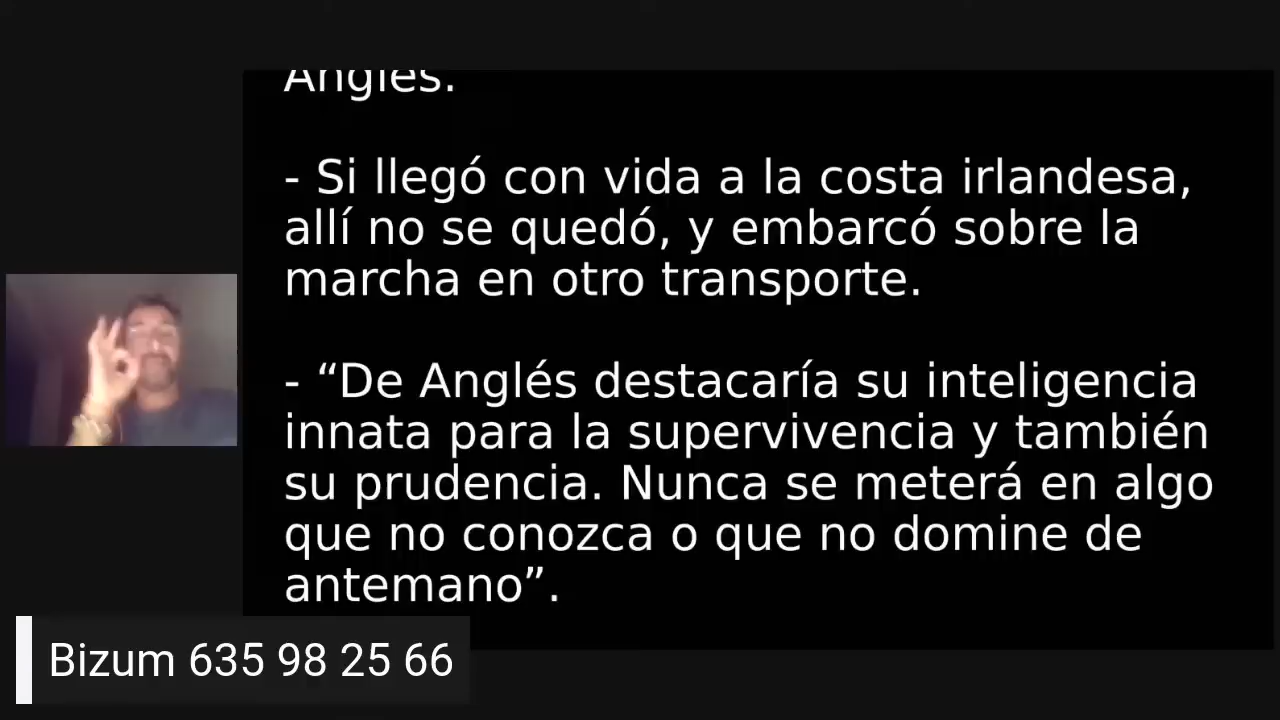 Anglés.
- Si llegó con vida a la costa irlandesa,
allí no se quedó, y embarcó sobre la
marcha en otro transporte.
- “De Anglés destacaría su inteligencia
innata para la supervivencia y también
su prudencia. Nunca se meterá en algo
que no conozca o que no domine de
antemano”.
Bizum 635 98 25 66